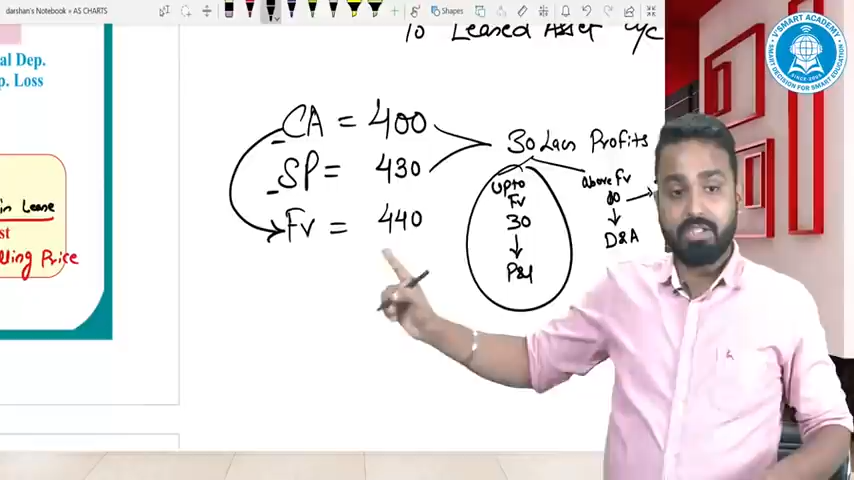 darshan's Notebook » AS CHARTS
Shapes
To Leased Asset a/c
al Dep.
p. Loss
in Lease
st
lling Price
CA = 400
SP = 430
Fv = 440
30 Lacs Profits
upto
Fv
30
P&L
above Fv
D&A
V'SMART ACADEMY
SINCE-2005
[DECISION FOR SMART EDUCATION]